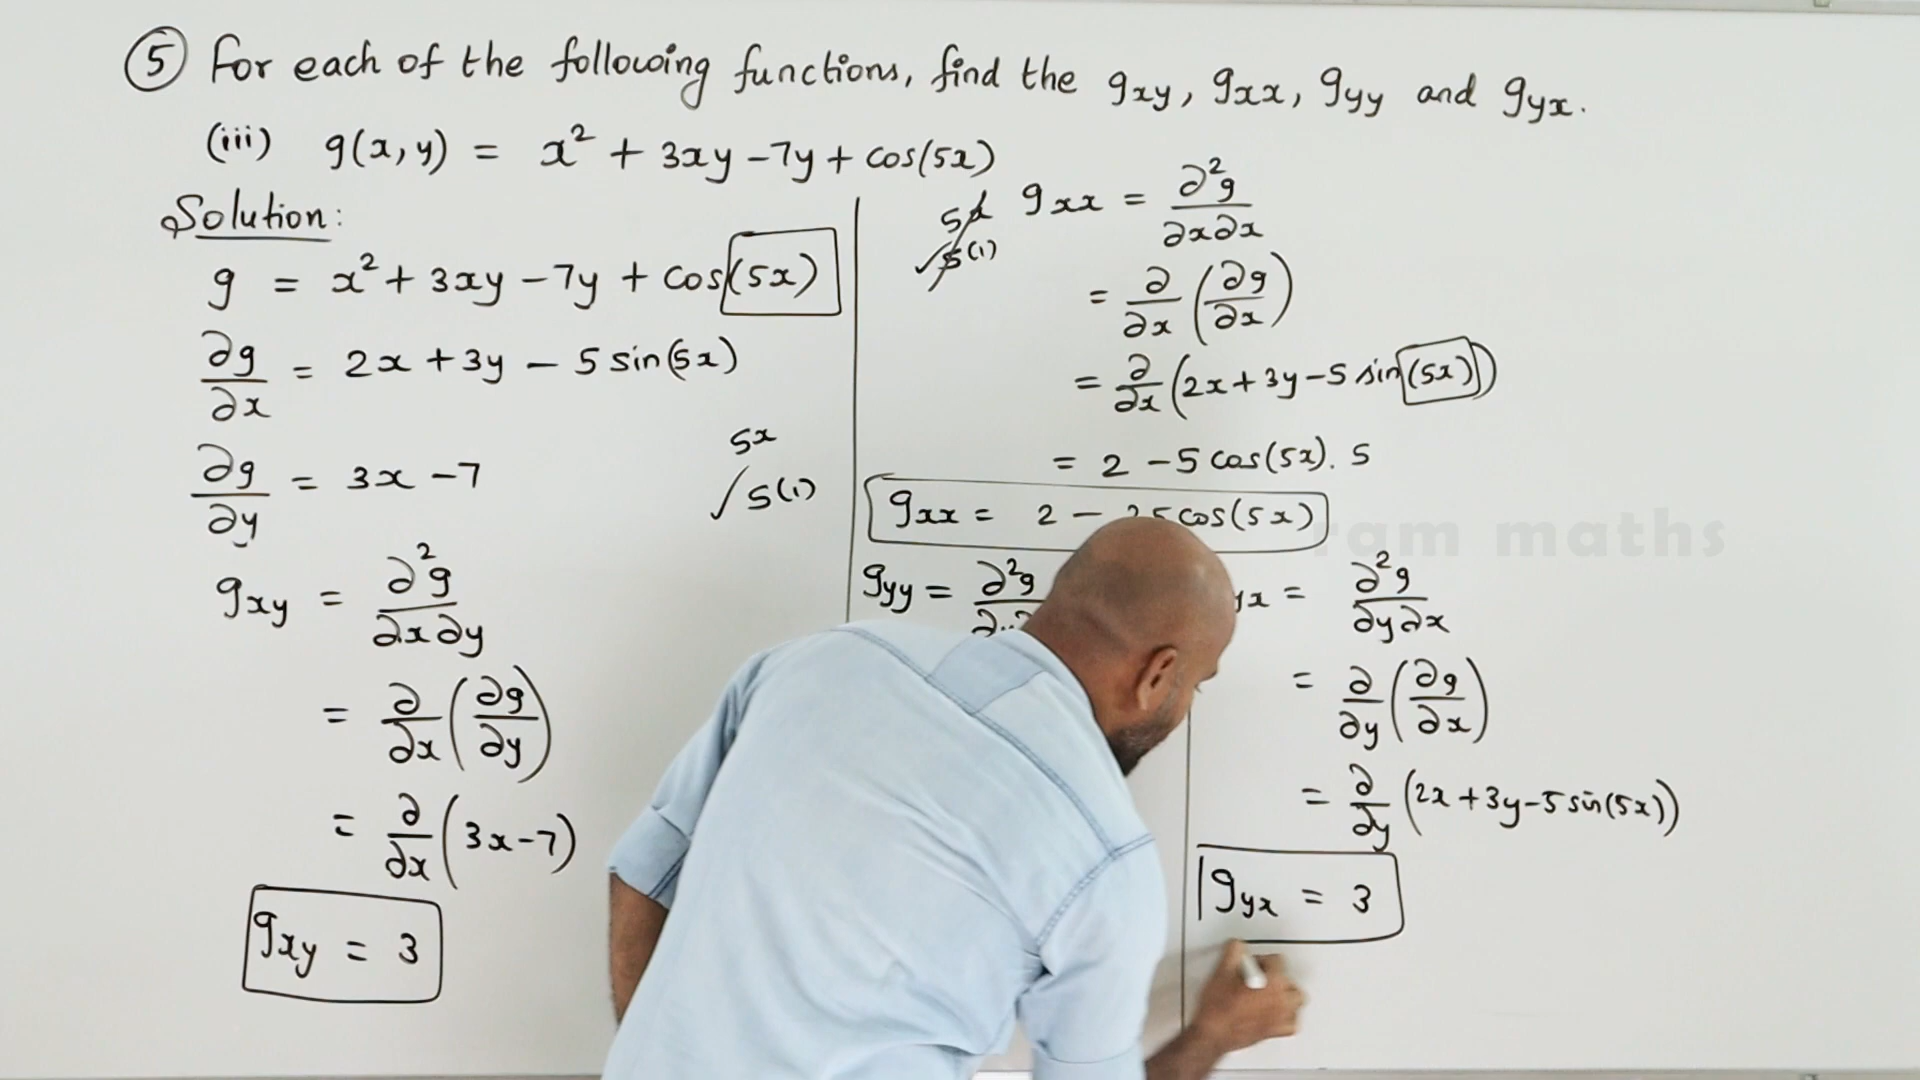 ⑤ For each of the following functions, find the gxy, gxx, gyy and gyx.
(iii) g(x,y) = x² + 3xy - 7y + cos(5x)
Solution:
g = x² + 3xy - 7y + cos(5x)
∂g/∂x = 2x + 3y - 5 sin(5x)
5x
∂g/∂y = 3x - 7
5(1)
gxy = ∂²g/∂x∂y
= ∂/∂x (∂g/∂y)
= ∂/∂x (3x-7)
gxy = 3
5x
5(1)
gxx = ∂²g/∂x∂x
= ∂/∂x (∂g/∂x)
= ∂/∂x (2x + 3y - 5 sin(5x))
= 2 - 5 cos(5x). 5
gxx = 2 - 25 cos(5x)
ram maths
gyy = ∂²g
yx = ∂²g/∂y∂x
= ∂/∂y (∂g/∂x)
= ∂/∂y (2x + 3y - 5 sin(5x))
gyx = 3